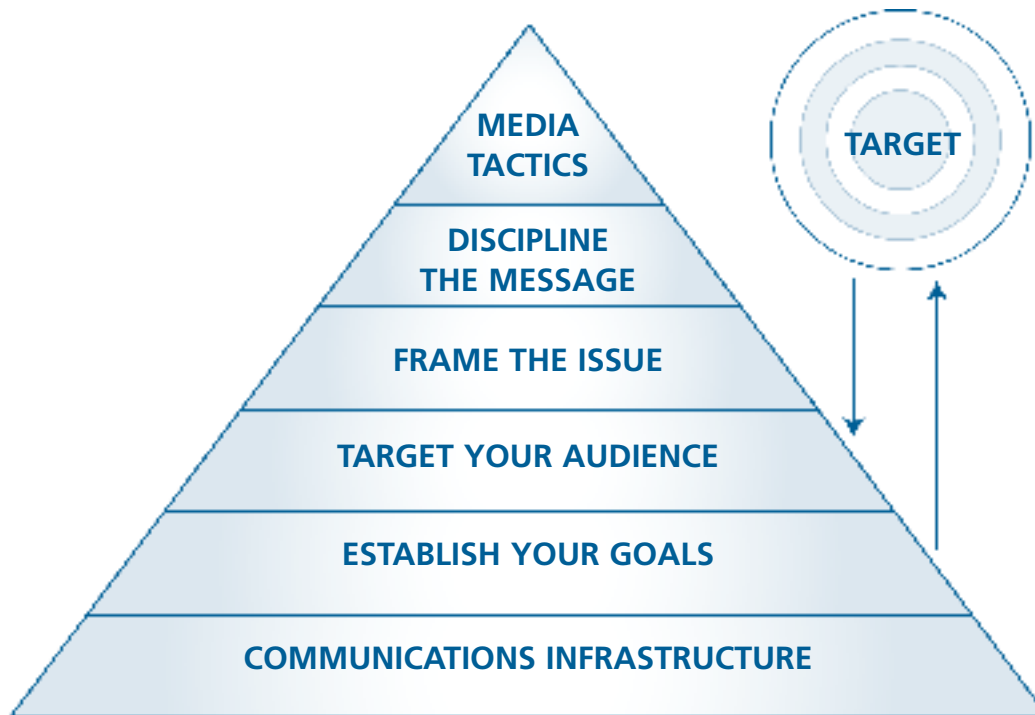 MEDIA
TACTICS
TARGET
DISCIPLINE
THE MESSAGE
FRAME THE ISSUE
TARGET YOUR AUDIENCE
ESTABLISH YOUR GOALS
COMMUNICATIONS INFRASTRUCTURE